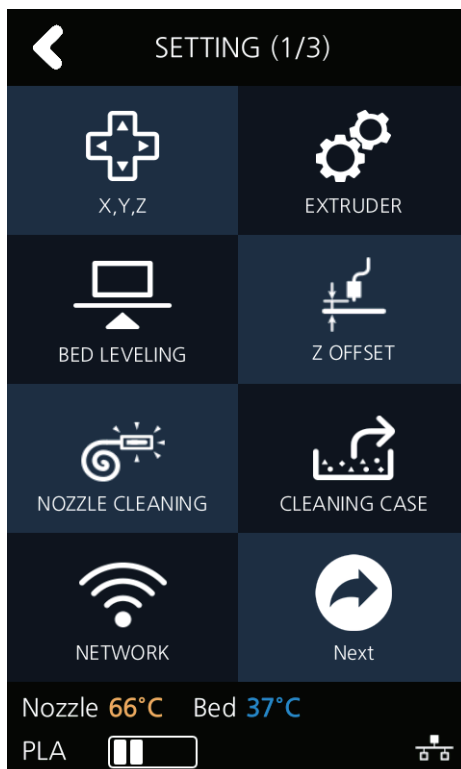 SETTING (1/3)
X,Y,Z
EXTRUDER
BED LEVELING
Z OFFSET
NOZZLE CLEANING
CLEANING CASE
NETWORK
Next
Nozzle 66°C Bed 37°C
PLA